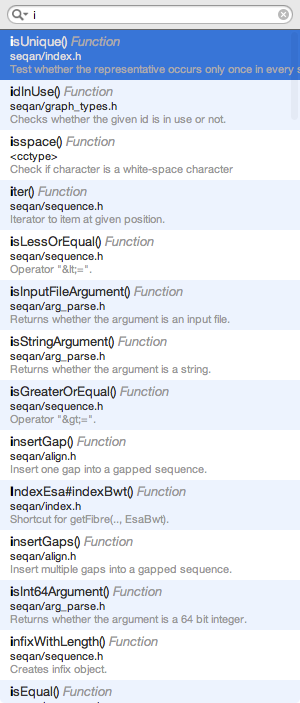 i
isUnique() Function
seqan/index.h
Test whether the representative occurs only once in every s
idInUse() Function
seqan/graph_types.h
Checks whether the given id is in use or not.
isspace() Function
<cctype>
Check if character is a white-space character
iter() Function
seqan/sequence.h
Iterator to item at given position.
isLessOrEqual() Function
seqan/sequence.h
Operator "&lt;=".
isInputFileArgument() Function
seqan/arg_parse.h
Returns whether the argument is an input file.
isStringArgument() Function
seqan/arg_parse.h
Returns whether the argument is a string.
isGreaterOrEqual() Function
seqan/sequence.h
Operator "&gt;=".
insertGap() Function
seqan/align.h
Insert one gap into a gapped sequence.
IndexEsa#indexBwt() Function
seqan/index.h
Shortcut for getFibre(.., EsaBwt).
insertGaps() Function
seqan/align.h
Insert multiple gaps into a gapped sequence.
isInt64Argument() Function
seqan/arg_parse.h
Returns whether the argument is a 64 bit integer.
infixWithLength() Function
seqan/sequence.h
Creates infix object.
isEqual() Function